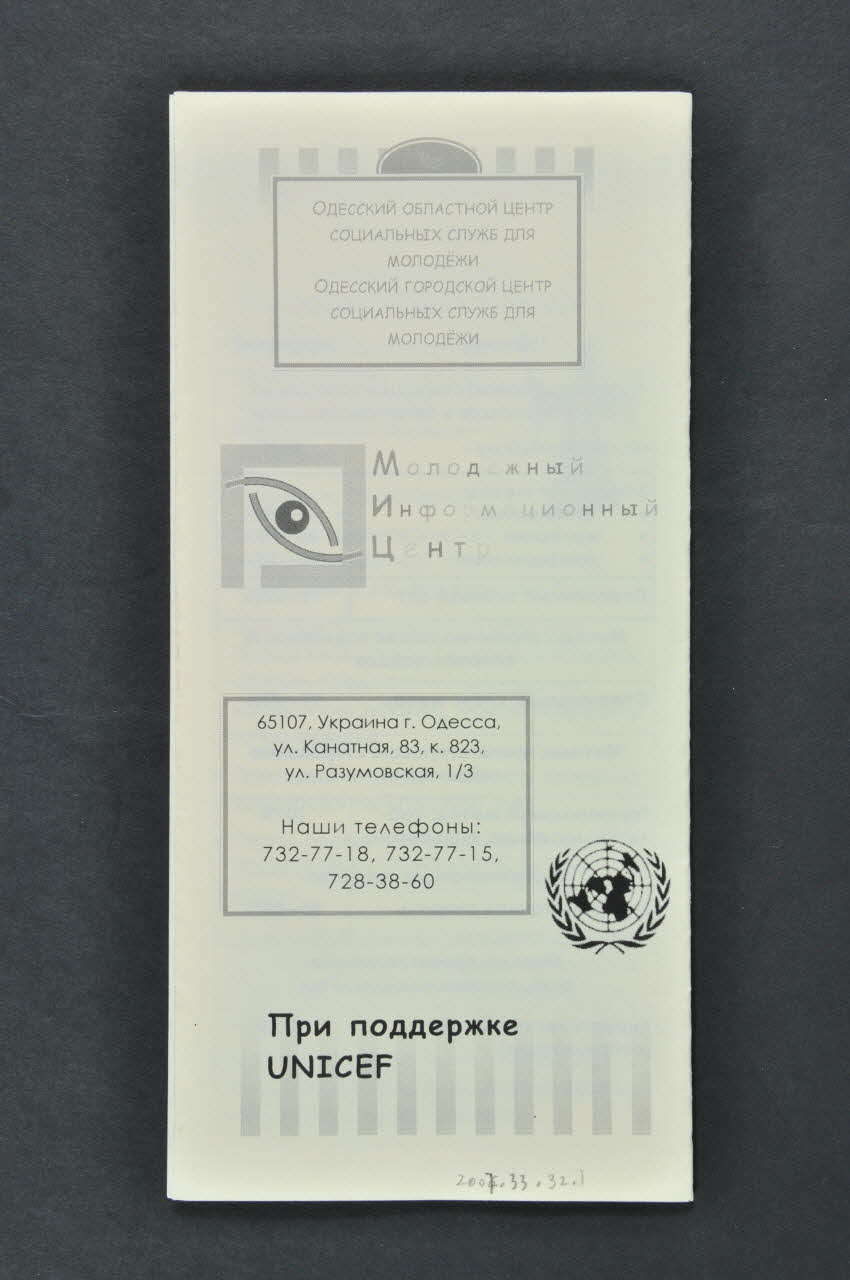 Одесский областной центр
социальных служб для
молодёжи
Одесский городской центр
социальных служб для
молодёжи
Молодежный
Информационный
Центр
65107, Украина г. Одесса,
ул. Канатная, 83, к. 823,
ул. Разумовская, 1/3
Наши телефоны:
732-77-18, 732-77-15,
728-38-60
При поддержке
UNICEF
2007.33.32.1